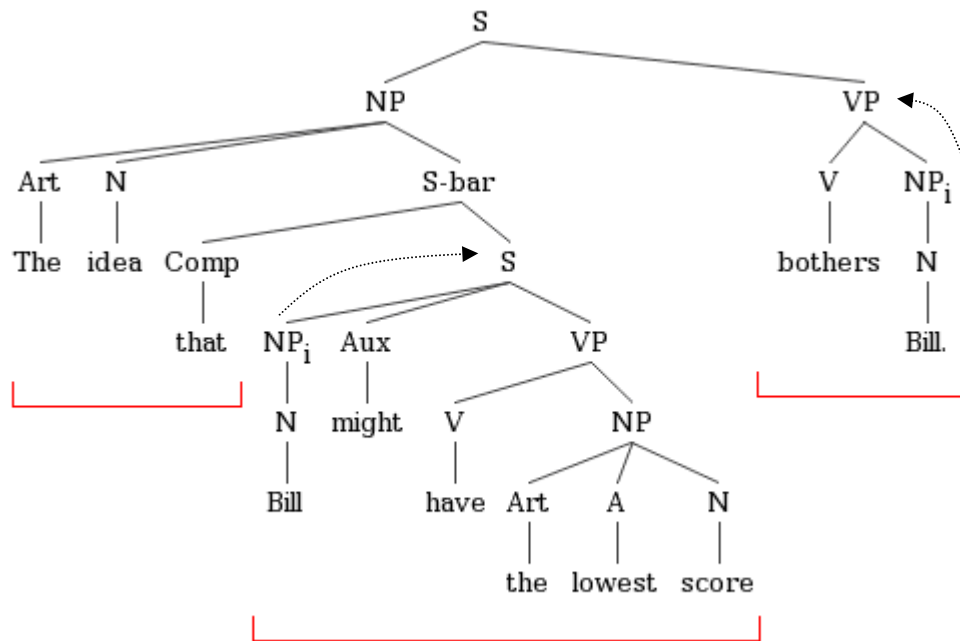 S
NP VP
Art N S-bar V NPi
The idea Comp S bothers N
that NPi Aux VP Bill.
N might V NP
Bill have Art A N
the lowest score